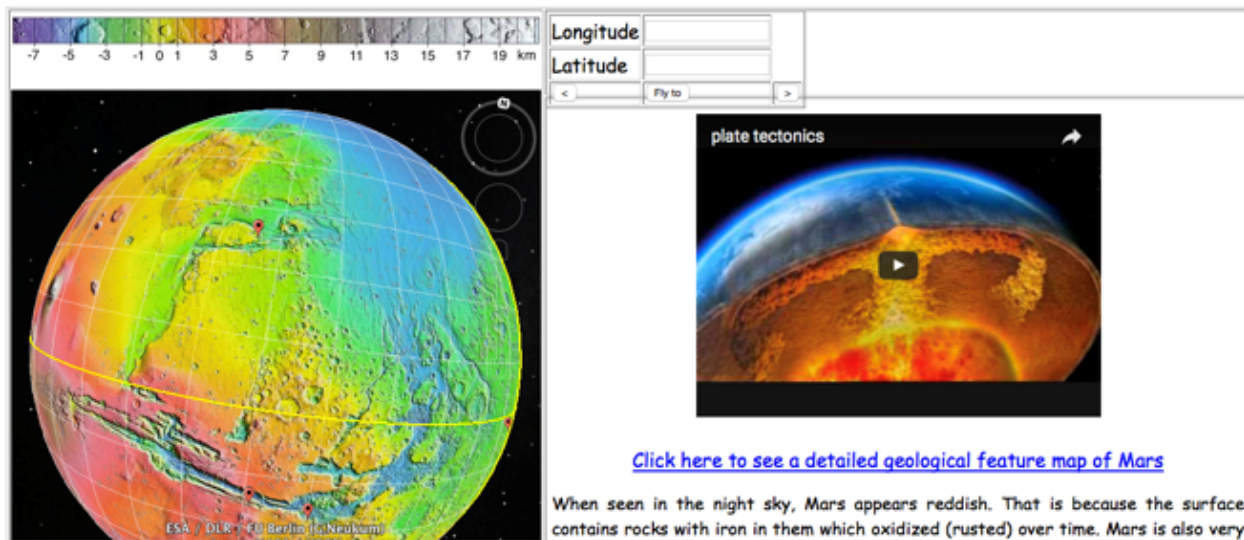 -7 -5 -3 -1 0 1 3 5 7 9 11 13 15 17 19 km
Longitude
Latitude
< Fly to >
N
plate tectonics
Click here to see a detailed geological feature map of Mars
When seen in the night sky, Mars appears reddish. That is because the surface
contains rocks with iron in them which oxidized (rusted) over time. Mars is also very
ESA / DLR / FU Berlin (G.Neukum)